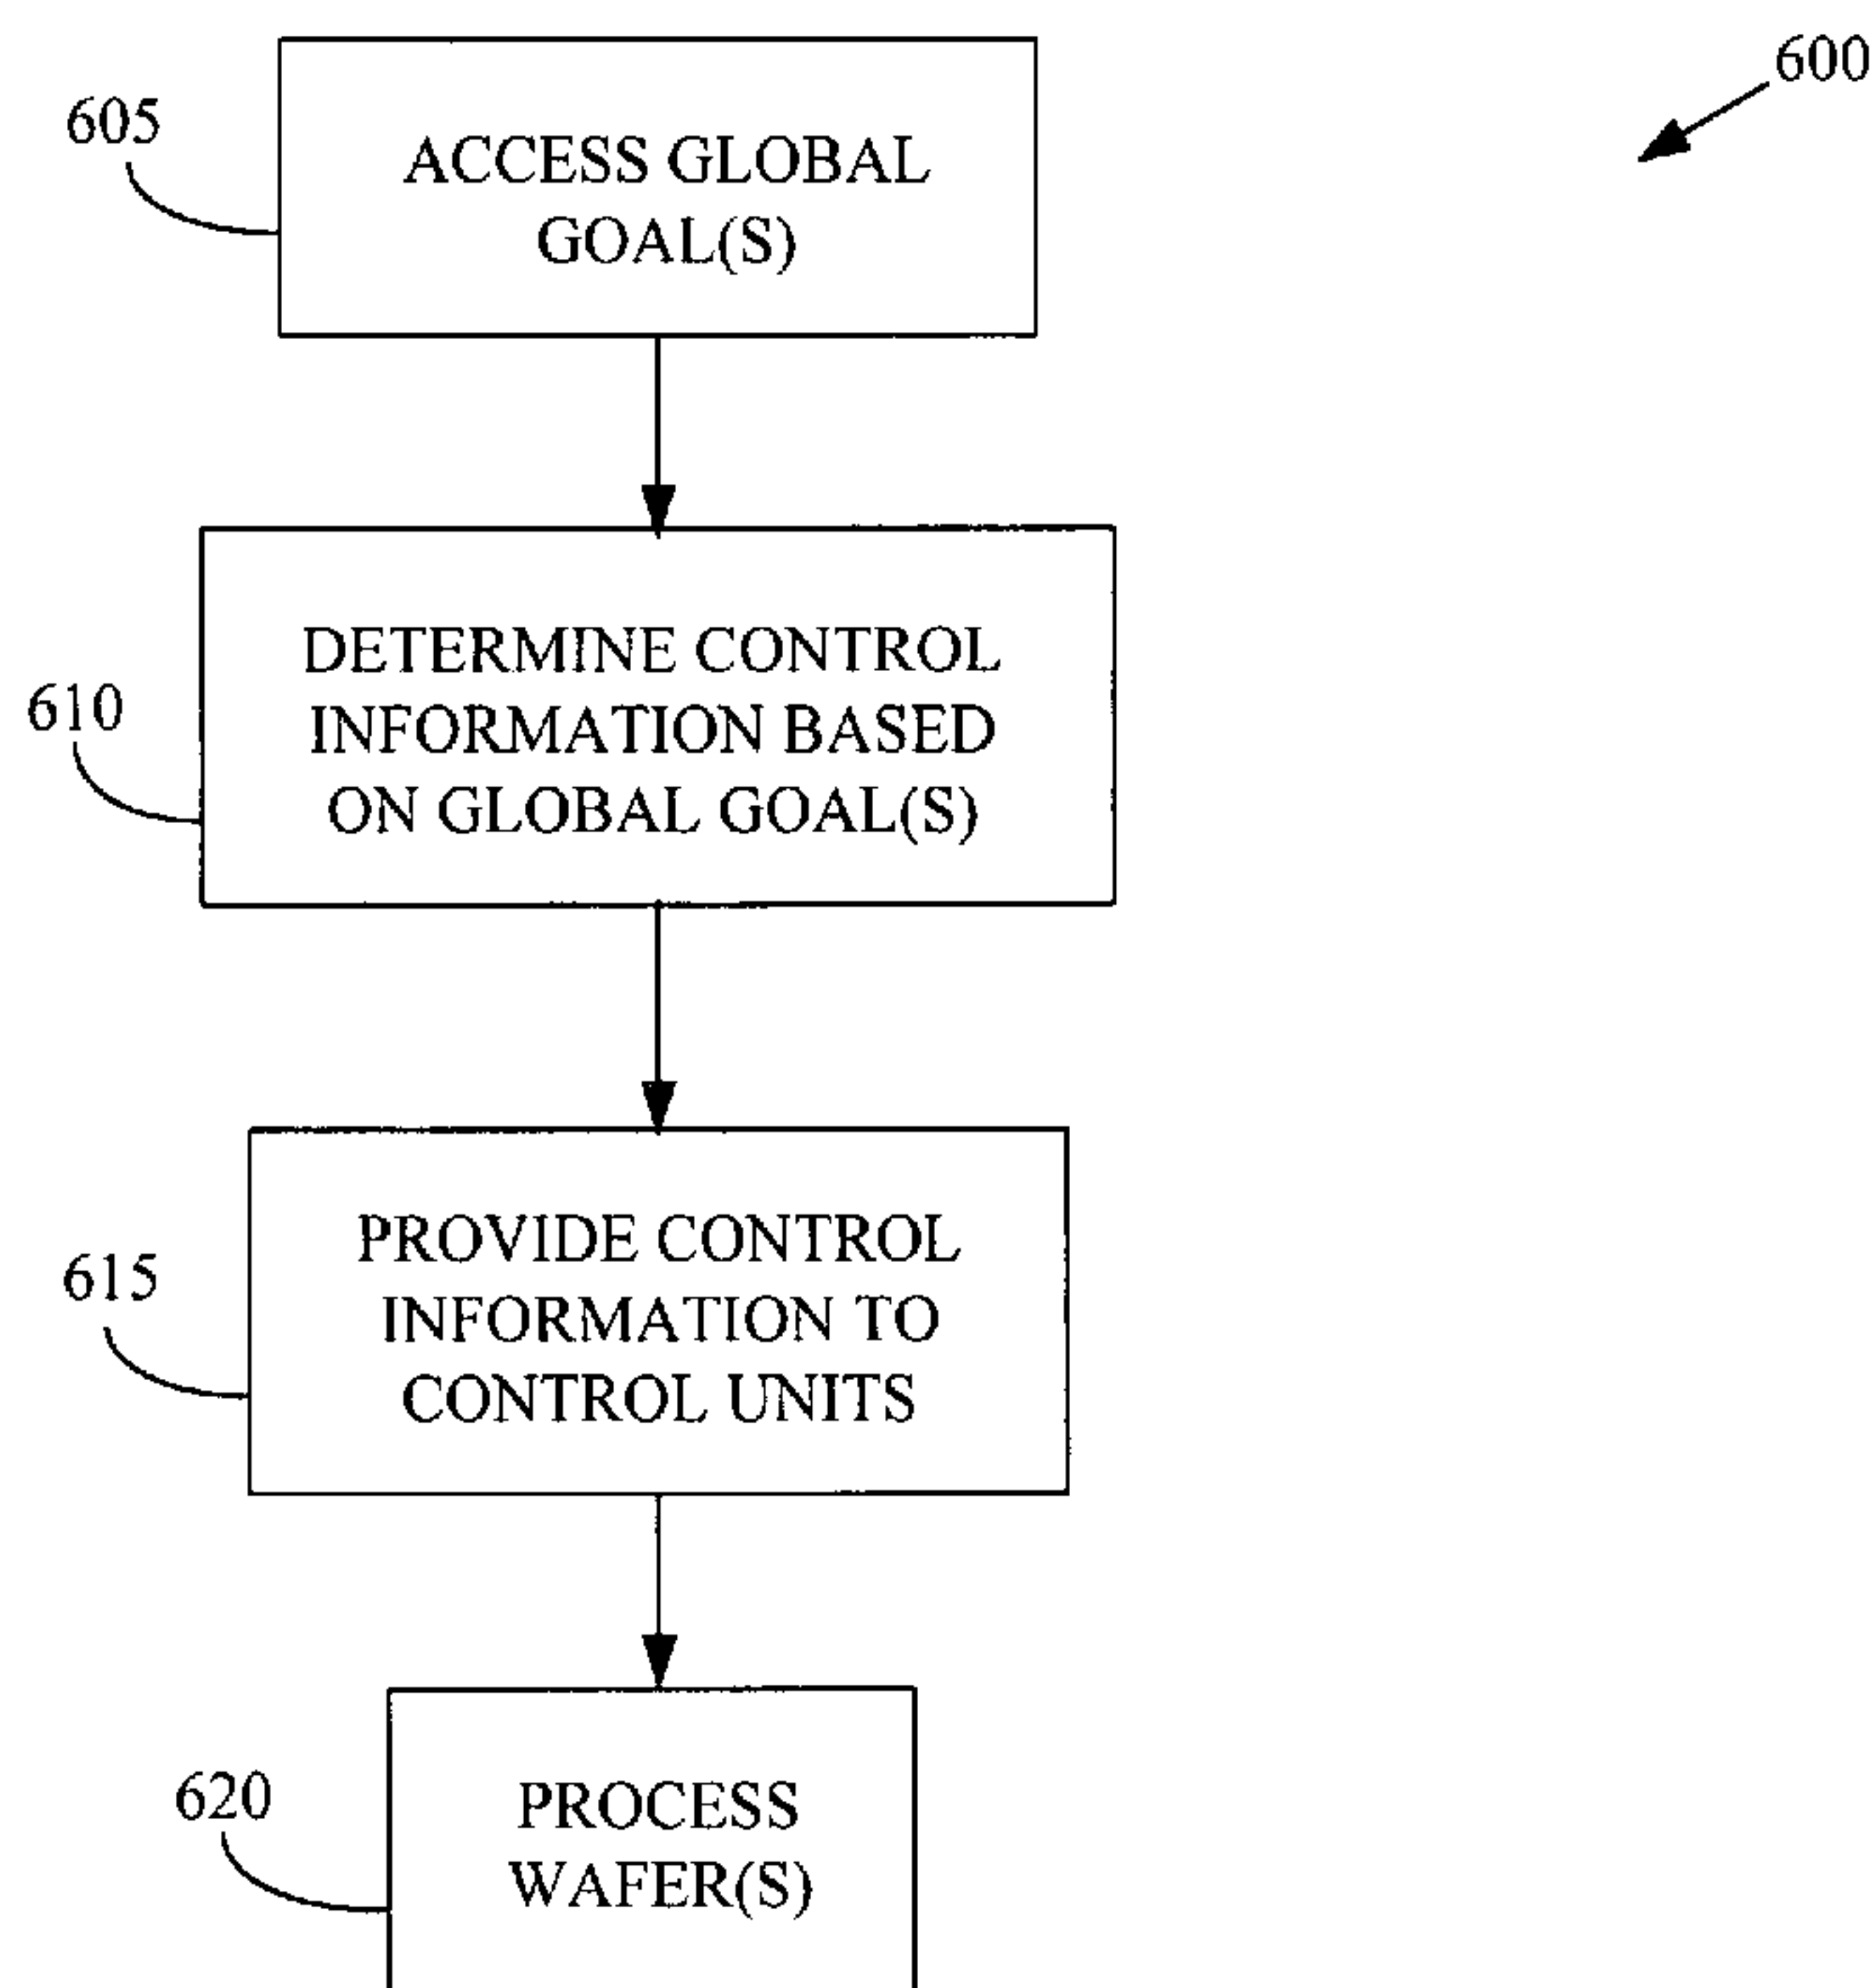 600
605
ACCESS GLOBAL
GOAL(S)
610
DETERMINE CONTROL
INFORMATION BASED
ON GLOBAL GOAL(S)
615
PROVIDE CONTROL
INFORMATION TO
CONTROL UNITS
620
PROCESS
WAFER(S)